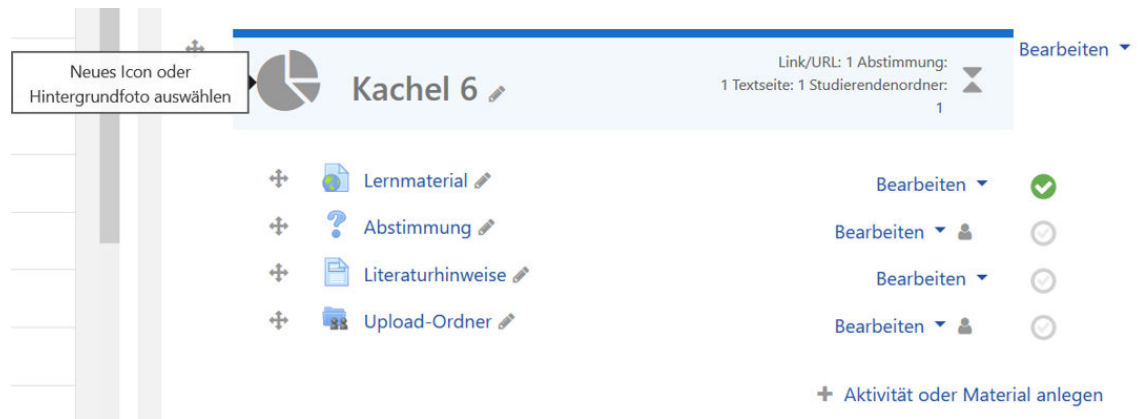 Neues Icon oder
Hintergrundfoto auswählen
Kachel 6
Link/URL: 1 Abstimmung:
1 Textseite: 1 Studierendenordner:
1
Bearbeiten
Lernmaterial
Bearbeiten
Abstimmung
Bearbeiten
Literaturhinweise
Bearbeiten
Upload-Ordner
Bearbeiten
Aktivität oder Material anlegen